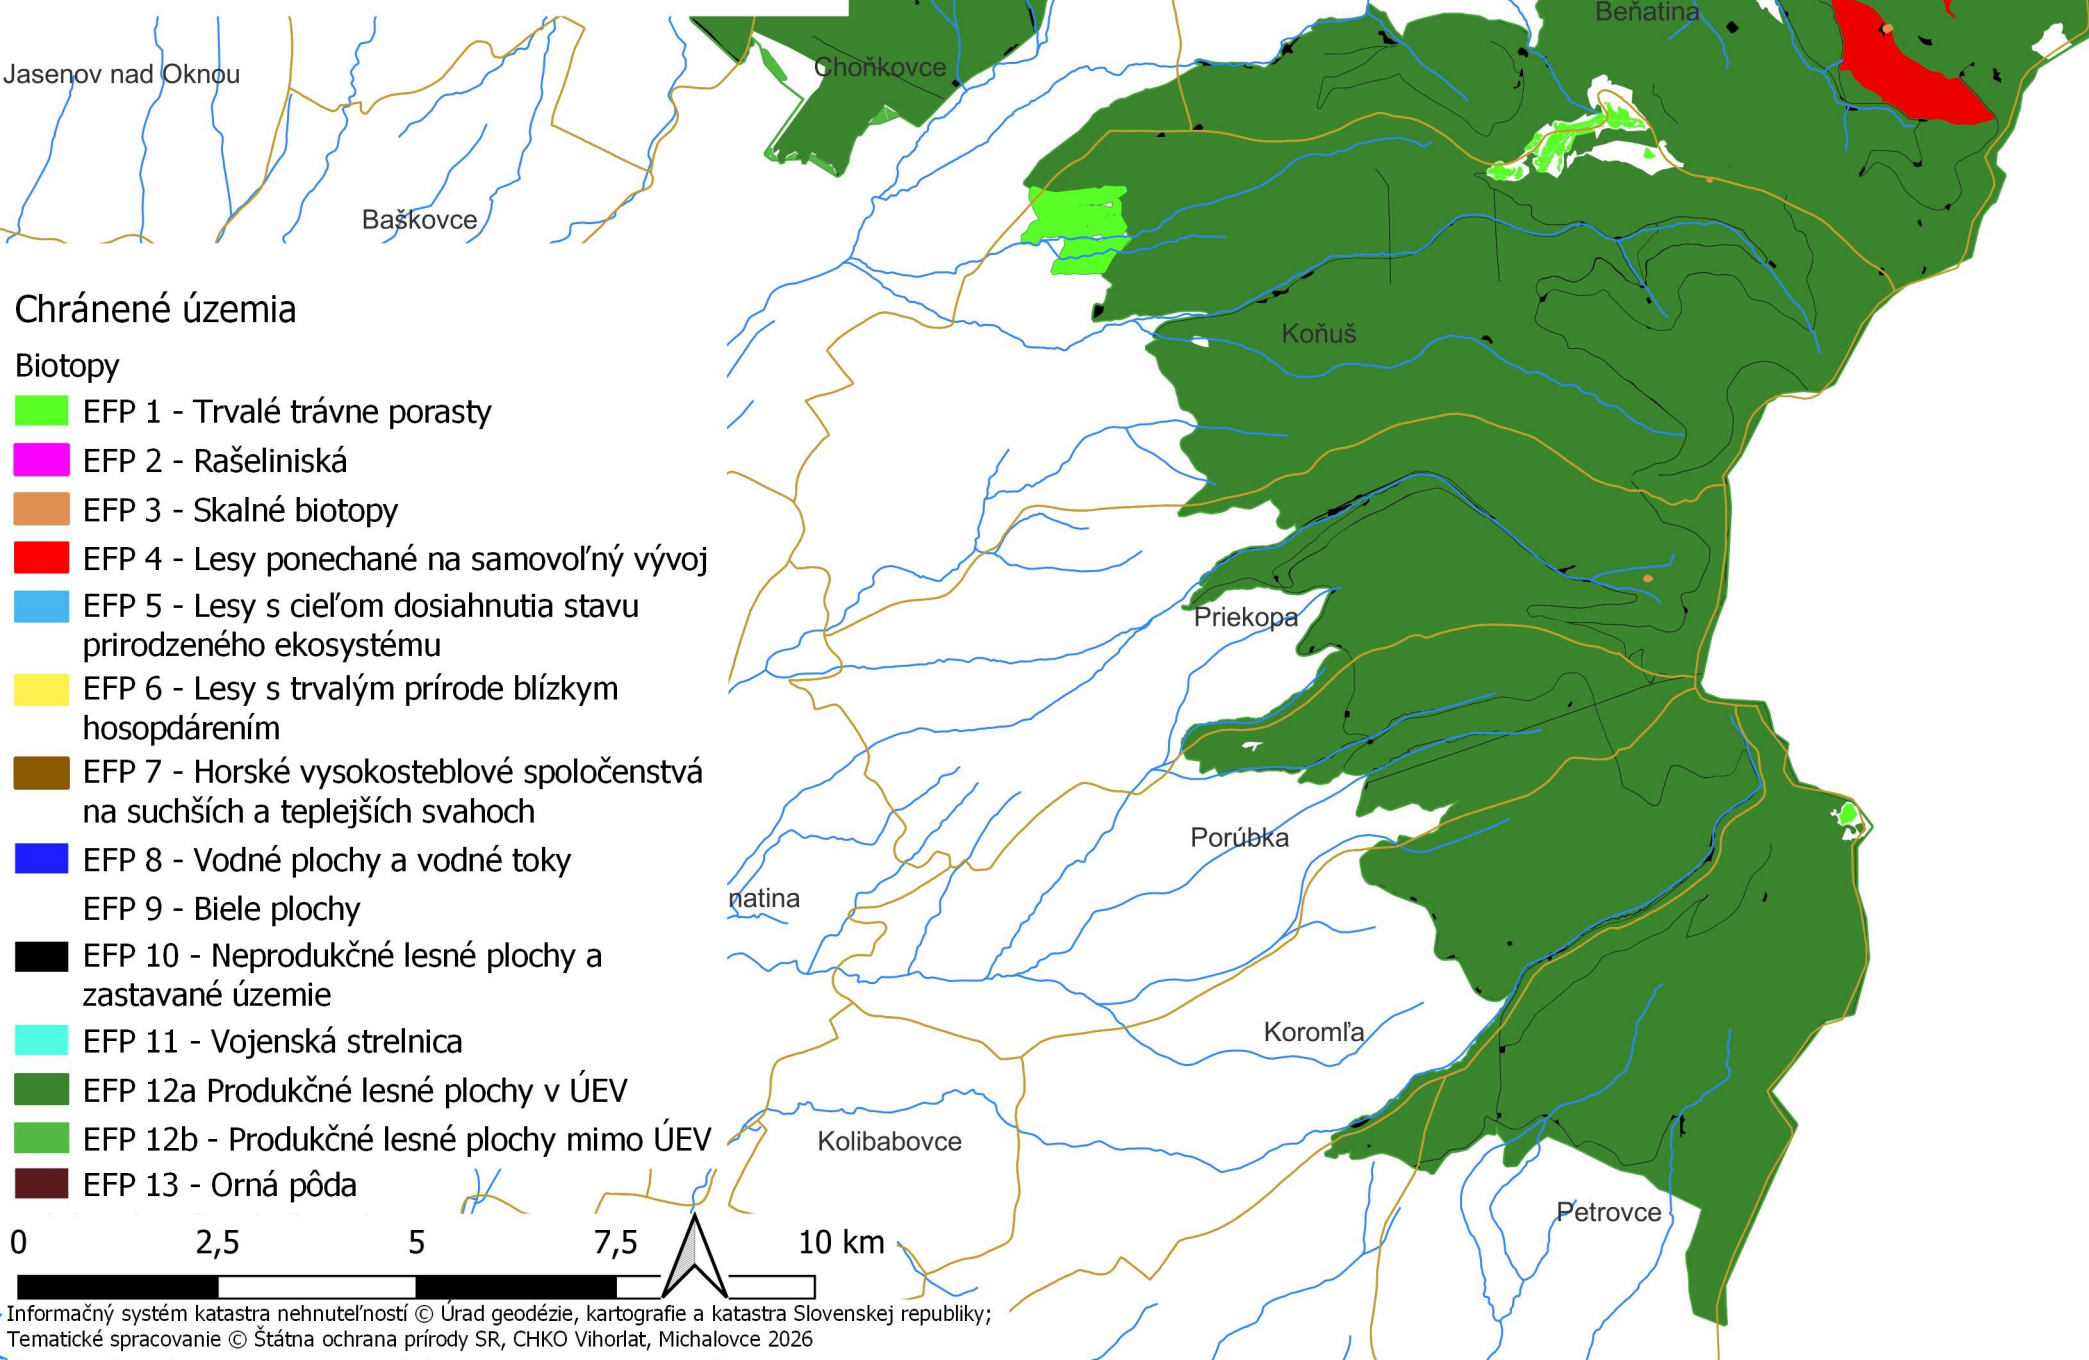 Beňatina
Choňkovce
Jasenov nad Oknou
Baškovce
Koňuš
Priekopa
Porúbka
natina
Koromľa
Kolibabovce
Petrovce
Chránené územia
Biotopy
EFP 1 - Trvalé trávne porasty
EFP 2 - Rašeliniská
EFP 3 - Skalné biotopy
EFP 4 - Lesy ponechané na samovoľný vývoj
EFP 5 - Lesy s cieľom dosiahnutia stavu
prirodzeného ekosystému
EFP 6 - Lesy s trvalým prírode blízkym
hosopdárením
EFP 7 - Horské vysokosteblové spoločenstvá
na suchších a teplejších svahoch
EFP 8 - Vodné plochy a vodné toky
EFP 9 - Biele plochy
EFP 10 - Neprodukčné lesné plochy a
zastavané územie
EFP 11 - Vojenská strelnica
EFP 12a Produkčné lesné plochy v ÚEV
EFP 12b - Produkčné lesné plochy mimo ÚEV
EFP 13 - Orná pôda
0 2,5 5 7,5 10 km
Informačný systém katastra nehnuteľností © Úrad geodézie, kartografie a katastra Slovenskej republiky;
Tematické spracovanie © Štátna ochrana prírody SR, CHKO Vihorlat, Michalovce 2026